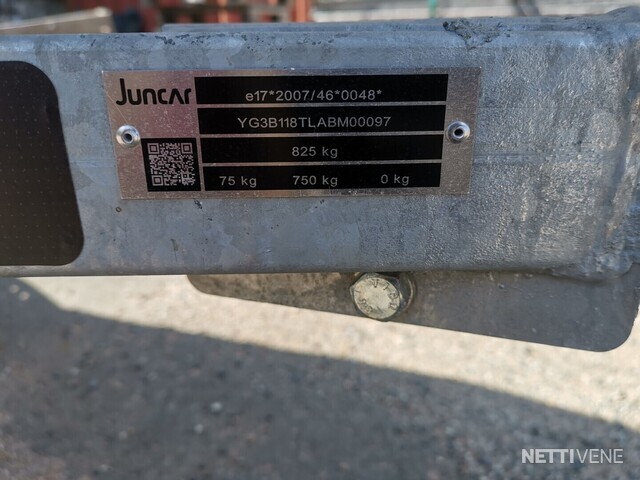 Juncar
e17*2007/46*0048*
YG3B118TLABM00097
825 kg
75 kg 750 kg 0 kg
NETTIVENE